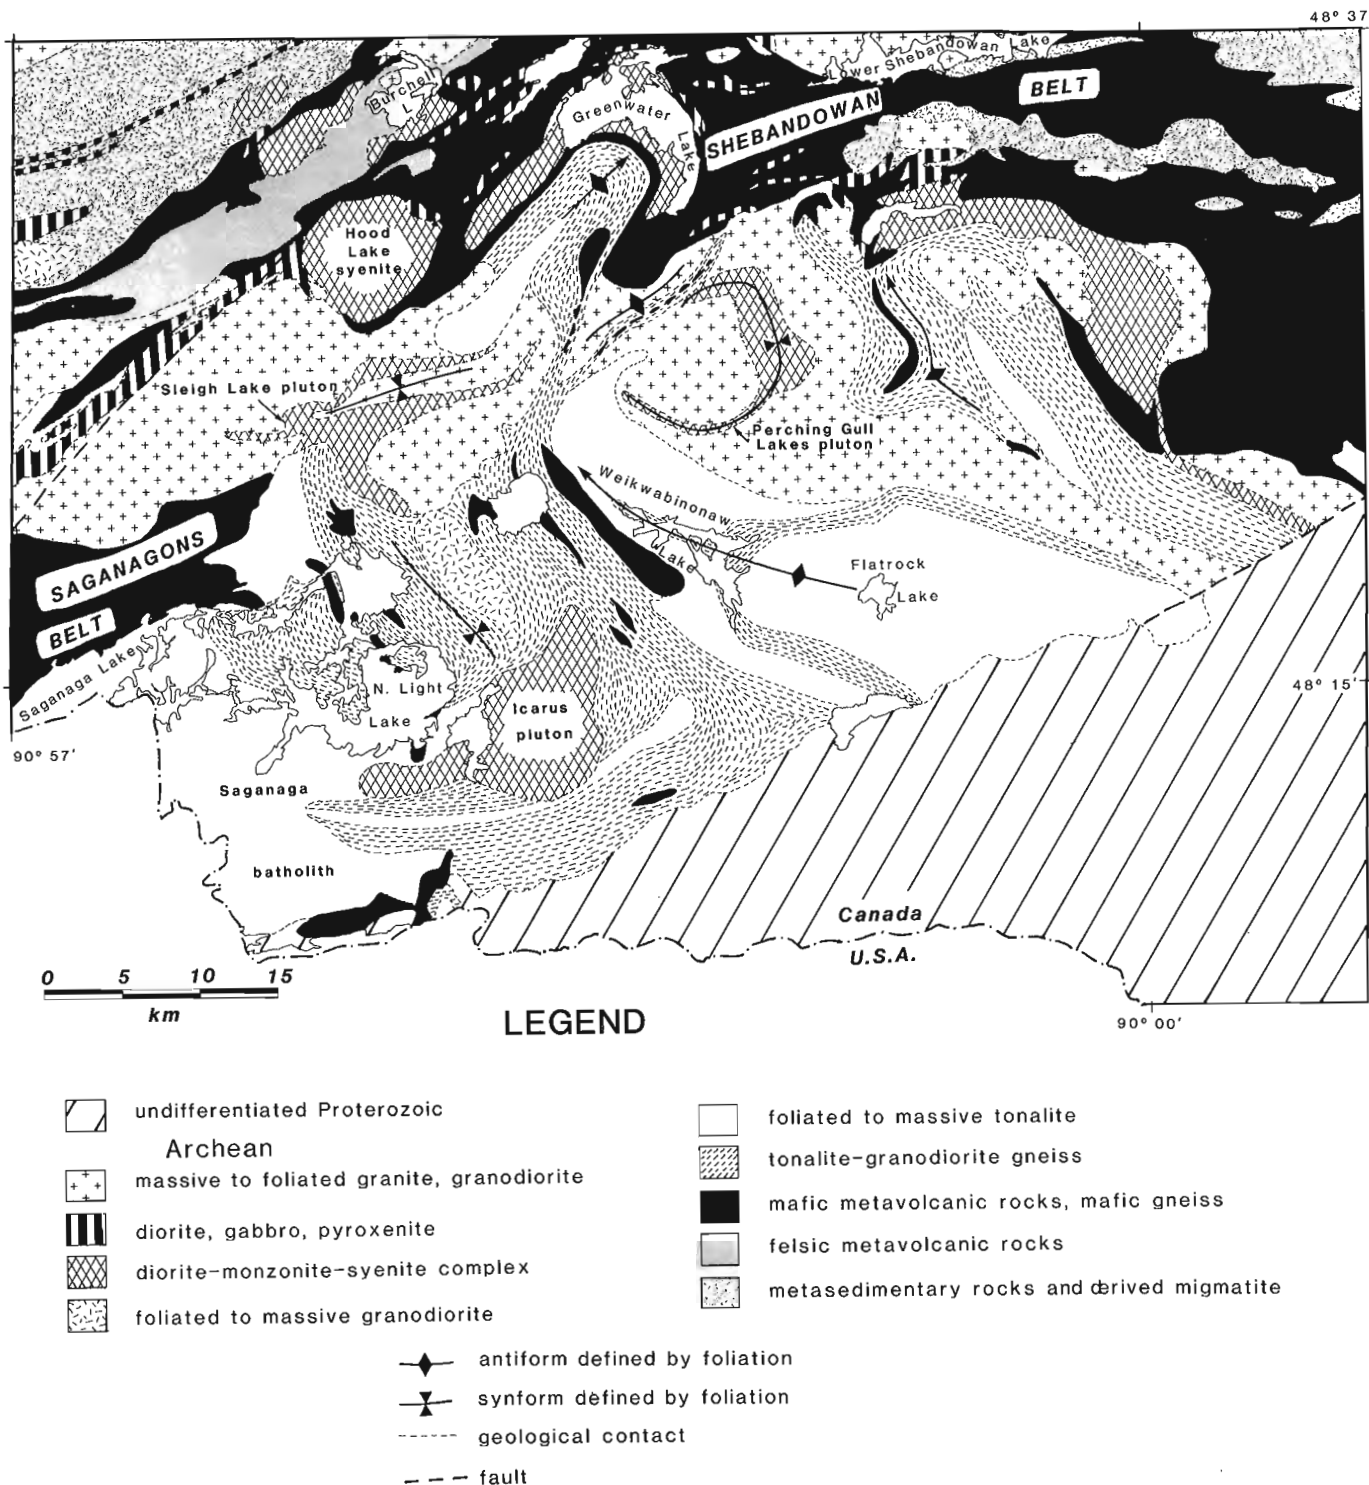 48° 37
Lower Shebandowan Lake
Burchel
L.
Greenwater
Lake
SHEBANDOWAN
BELT
Hood
Lake
syenite
Sleigh Lake pluton
Perching Gull
Lakes pluton
Weikwabinonaw
Lake
Flatrock
Lake
SAGANAGONS
BELT
Saganaga Lake
N. Light
Lake
Icarus
pluton
48° 15'
90° 57'
Saganaga
batholith
Canada
U.S.A.
0 5 10 15
km
90° 00'
LEGEND
undifferentiated Proterozoic
Archean
massive to foliated granite, granodiorite
diorite, gabbro, pyroxenite
diorite-monzonite-syenite complex
foliated to massive granodiorite
foliated to massive tonalite
tonalite-granodiorite gneiss
mafic metavolcanic rocks, mafic gneiss
felsic metavolcanic rocks
metasedimentary rocks and derived migmatite
antiform defined by foliation
synform defined by foliation
geological contact
fault